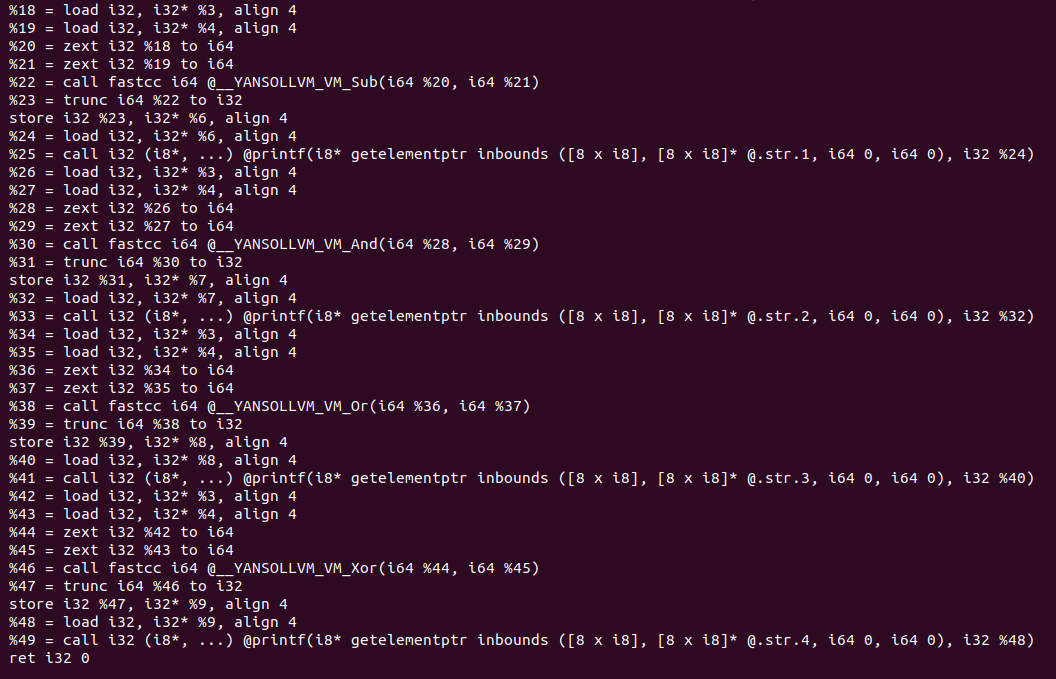 %18 = load i32, i32* %3, align 4
%19 = load i32, i32* %4, align 4
%20 = zext i32 %18 to i64
%21 = zext i32 %19 to i64
%22 = call fastcc i64 @__YANSOLLVM_VM_Sub(i64 %20, i64 %21)
%23 = trunc i64 %22 to i32
store i32 %23, i32* %6, align 4
%24 = load i32, i32* %6, align 4
%25 = call i32 (i8*, ...) @printf(i8* getelementptr inbounds ([8 x i8], [8 x i8]* @.str.1, i64 0, i64 0), i32 %24)
%26 = load i32, i32* %3, align 4
%27 = load i32, i32* %4, align 4
%28 = zext i32 %26 to i64
%29 = zext i32 %27 to i64
%30 = call fastcc i64 @__YANSOLLVM_VM_And(i64 %28, i64 %29)
%31 = trunc i64 %30 to i32
store i32 %31, i32* %7, align 4
%32 = load i32, i32* %7, align 4
%33 = call i32 (i8*, ...) @printf(i8* getelementptr inbounds ([8 x i8], [8 x i8]* @.str.2, i64 0, i64 0), i32 %32)
%34 = load i32, i32* %3, align 4
%35 = load i32, i32* %4, align 4
%36 = zext i32 %34 to i64
%37 = zext i32 %35 to i64
%38 = call fastcc i64 @__YANSOLLVM_VM_Or(i64 %36, i64 %37)
%39 = trunc i64 %38 to i32
store i32 %39, i32* %8, align 4
%40 = load i32, i32* %8, align 4
%41 = call i32 (i8*, ...) @printf(i8* getelementptr inbounds ([8 x i8], [8 x i8]* @.str.3, i64 0, i64 0), i32 %40)
%42 = load i32, i32* %3, align 4
%43 = load i32, i32* %4, align 4
%44 = zext i32 %42 to i64
%45 = zext i32 %43 to i64
%46 = call fastcc i64 @__YANSOLLVM_VM_Xor(i64 %44, i64 %45)
%47 = trunc i64 %46 to i32
store i32 %47, i32* %9, align 4
%48 = load i32, i32* %9, align 4
%49 = call i32 (i8*, ...) @printf(i8* getelementptr inbounds ([8 x i8], [8 x i8]* @.str.4, i64 0, i64 0), i32 %48)
ret i32 0